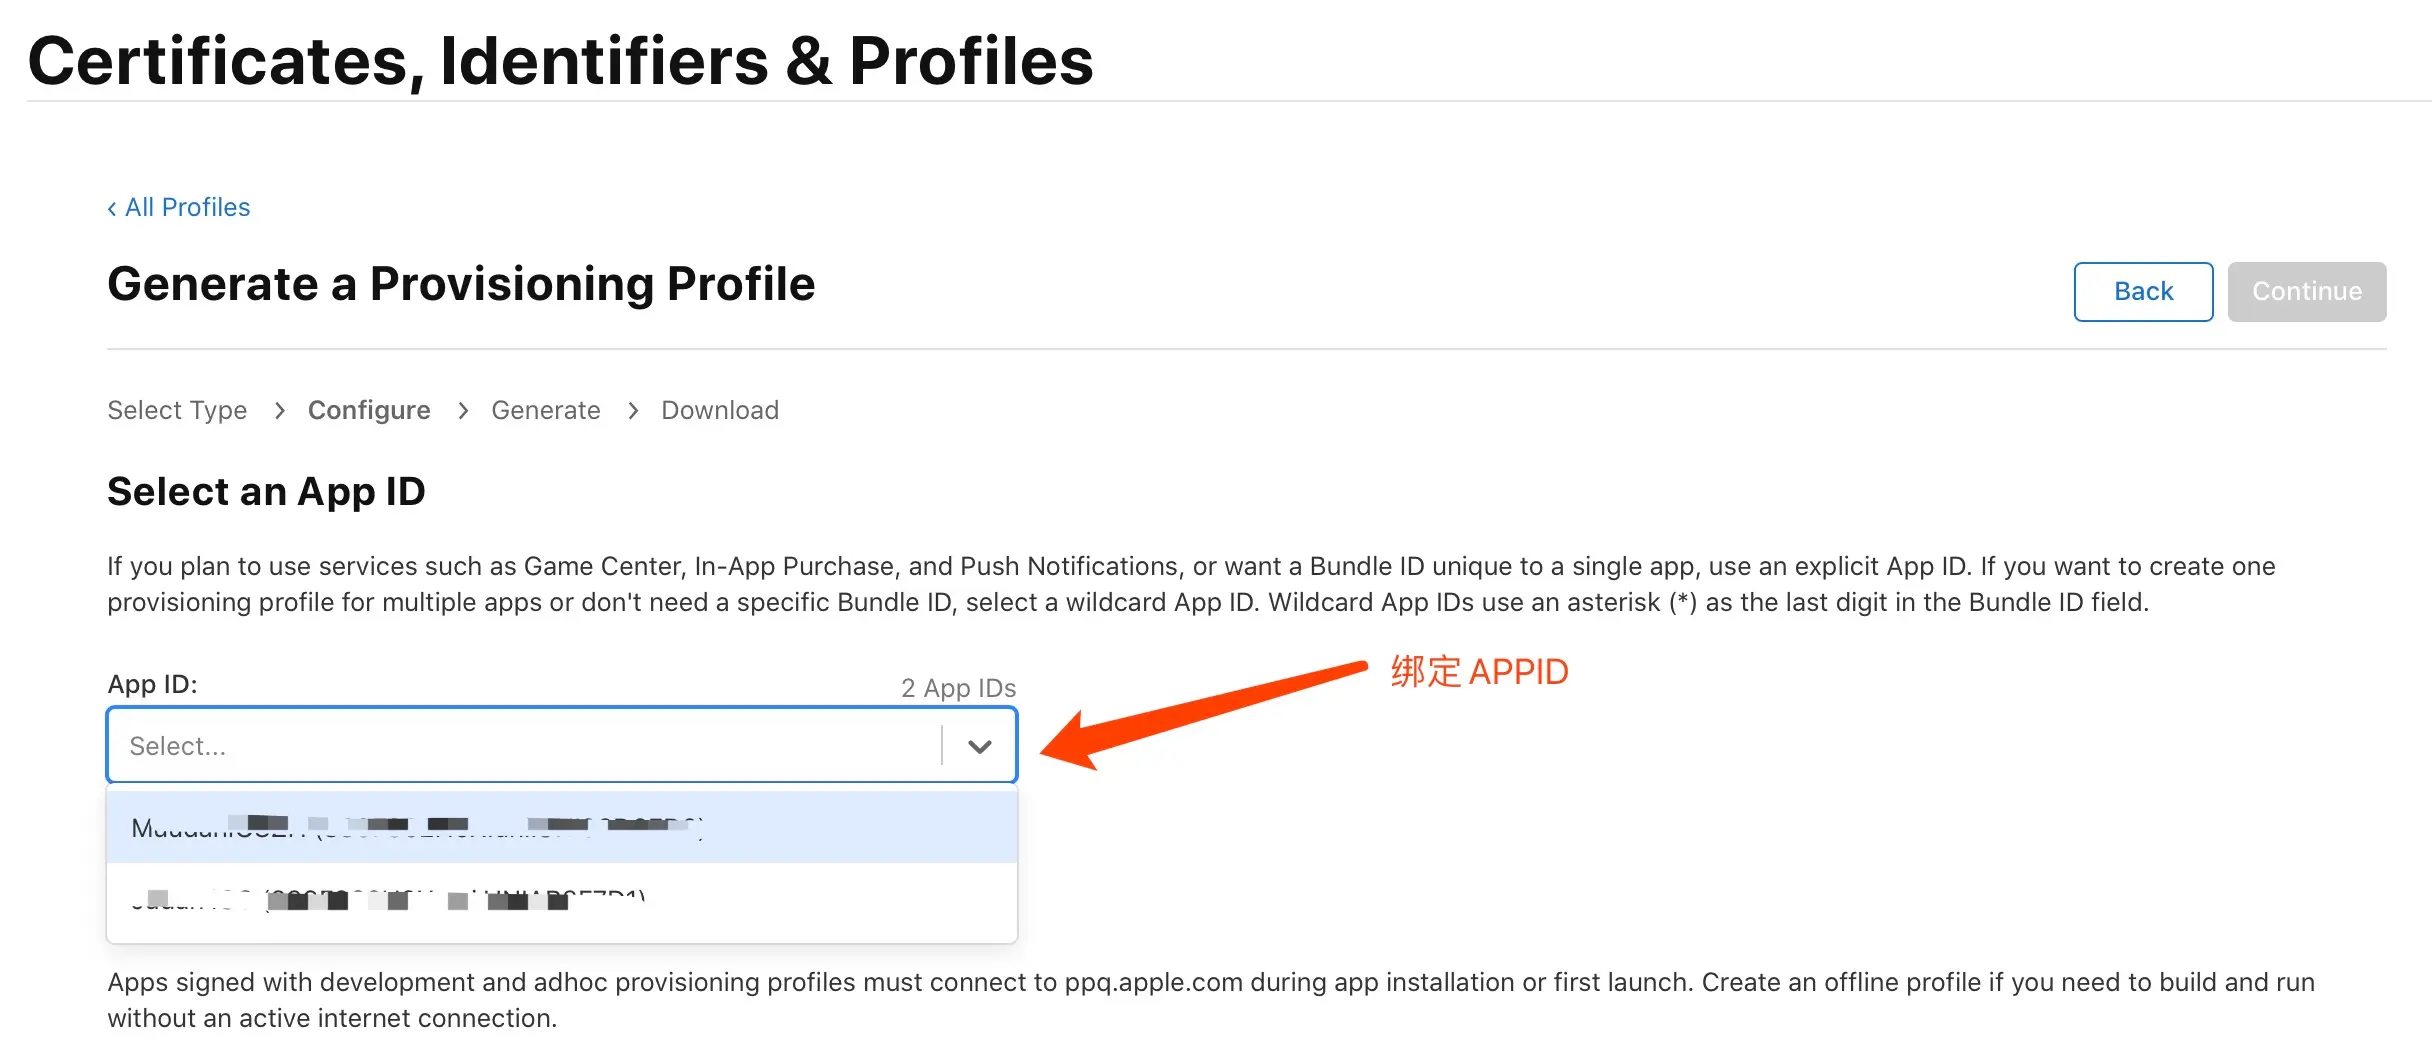 Certificates, Identifiers & Profiles
‹ All Profiles
Generate a Provisioning Profile
Back
Continue
Select Type > Configure > Generate > Download
Select an App ID
If you plan to use services such as Game Center, In-App Purchase, and Push Notifications, or want a Bundle ID unique to a single app, use an explicit App ID. If you want to create one
provisioning profile for multiple apps or don't need a specific Bundle ID, select a wildcard App ID. Wildcard App IDs use an asterisk (*) as the last digit in the Bundle ID field.
App ID:
2 App IDs
绑定 APPID
Select...
Apps signed with development and adhoc provisioning profiles must connect to ppq.apple.com during app installation or first launch. Create an offline profile if you need to build and run
without an active internet connection.